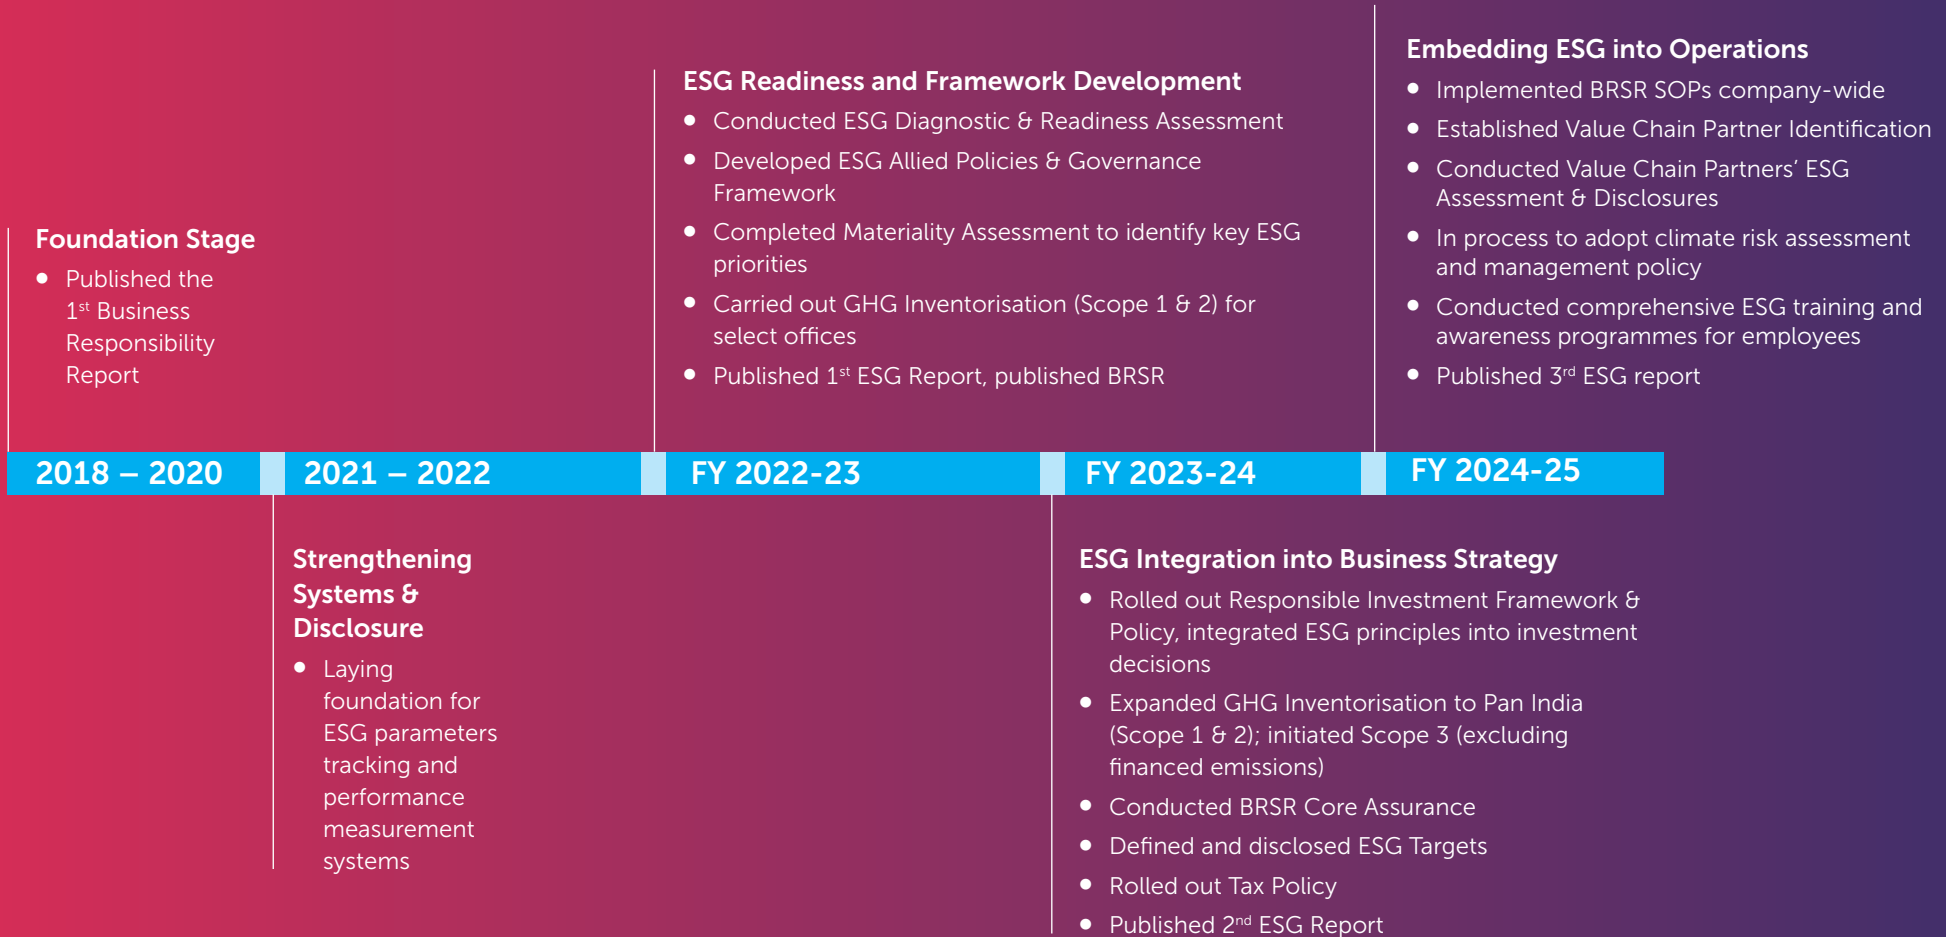 Foundation Stage
• Published the
1st Business
Responsibility
Report
ESG Readiness and Framework Development
• Conducted ESG Diagnostic & Readiness Assessment
• Developed ESG Allied Policies & Governance
Framework
• Completed Materiality Assessment to identify key ESG
priorities
• Carried out GHG Inventorisation (Scope 1 & 2) for
select offices
• Published 1st ESG Report, published BRSR
Embedding ESG into Operations
• Implemented BRSR SOPs company-wide
• Established Value Chain Partner Identification
• Conducted Value Chain Partners’ ESG
Assessment & Disclosures
• In process to adopt climate risk assessment
and management policy
• Conducted comprehensive ESG training and
awareness programmes for employees
• Published 3rd ESG report
2018 – 2020
2021 – 2022
FY 2022-23
FY 2023-24
FY 2024-25
Strengthening
Systems &
Disclosure
• Laying
foundation for
ESG parameters
tracking and
performance
measurement
systems
ESG Integration into Business Strategy
• Rolled out Responsible Investment Framework &
Policy, integrated ESG principles into investment
decisions
• Expanded GHG Inventorisation to Pan India
(Scope 1 & 2); initiated Scope 3 (excluding
financed emissions)
• Conducted BRSR Core Assurance
• Defined and disclosed ESG Targets
• Rolled out Tax Policy
• Published 2nd ESG Report